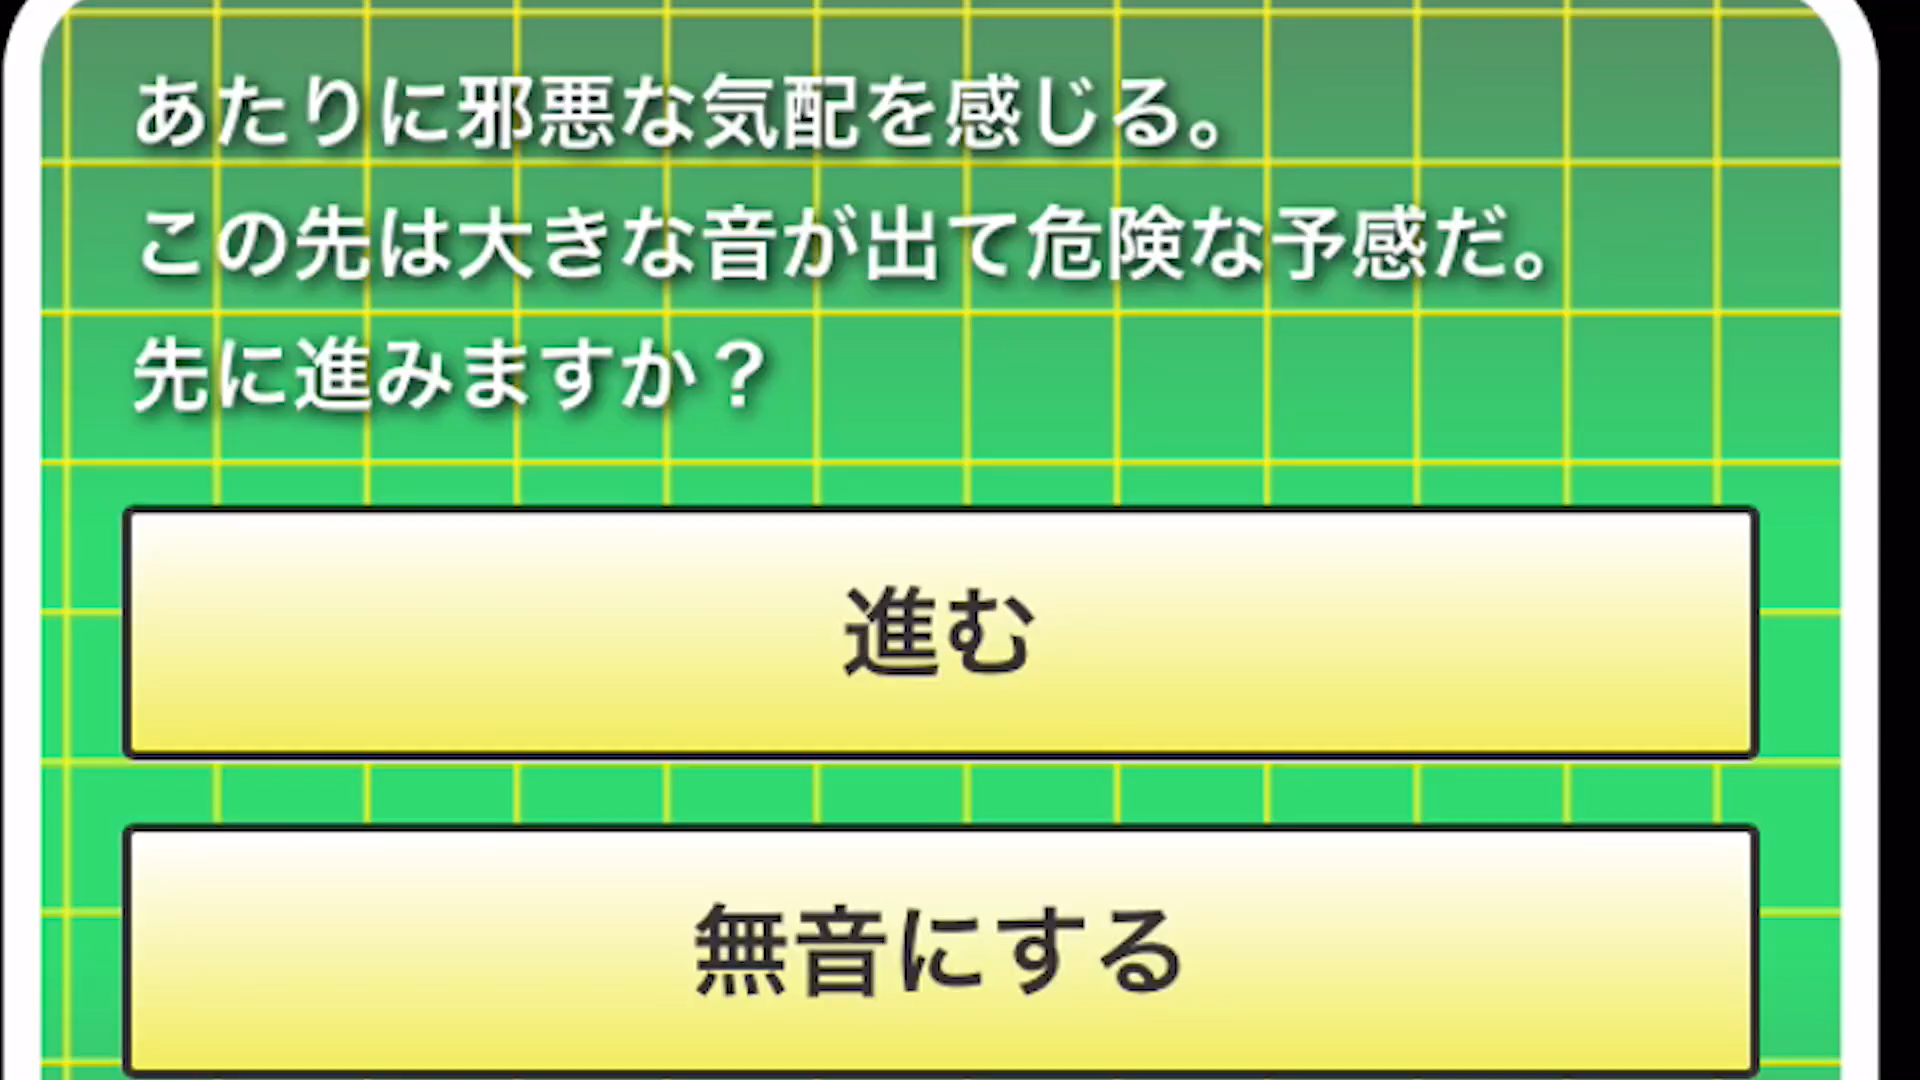 あたりに邪悪な気配を感じる。
この先は大きな音が出て危険な予感だ。
先に進みますか？
進む
無音にする